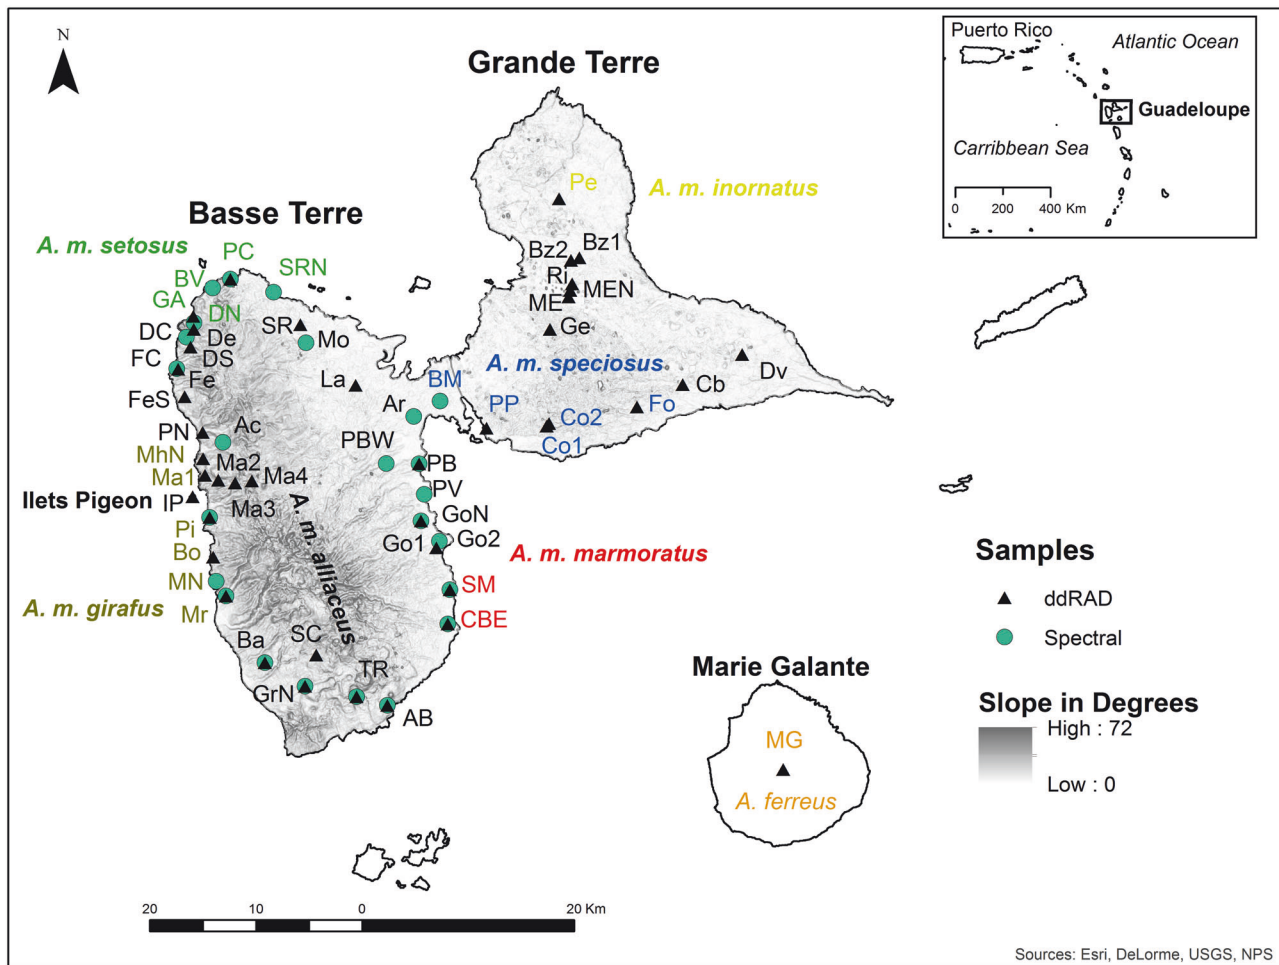 N
Grande Terre
Puerto Rico
Atlantic Ocean
Guadeloupe
Carribbean Sea
0 200 400 Km
Pe
A. m. inornatus
Basse Terre
A. m. setosus
PC
SRN
BV
GA
DN
Bz2
Bz1
Ri
MEN
ME
Ge
DC
De
SR
Mo
FC
DS
Fe
A. m. speciosus
Dv
FeS
La
BM
Cb
Ar
PP
Co2
Fo
PN
Ac
PBW
Co1
MhN
Ma2
PB
Ma1
Ma4
Ilets Pigeon
IP
Ma3
PV
Pi
A. m. alliaceus
GoN
Go1
Go2
Bo
A. m. marmoratus
Samples
MN
SM
ddRAD
A. m. girafus
Mr
CBE
Spectral
Ba
SC
TR
Marie Galante
GrN
AB
Slope in Degrees
High : 72
MG
Low : 0
A. ferreus
20 10 0 20 Km
Sources: Esri, DeLorme, USGS, NPS